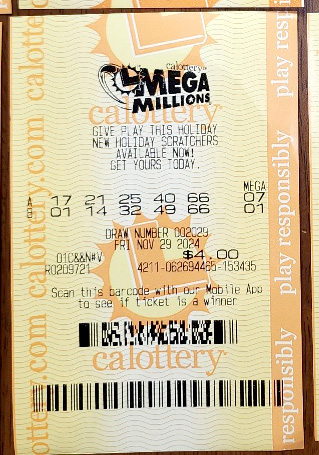 calottery
MEGA
MILLIONS
calottery
GIVE PLAY THIS HOLIDAY
NEW HOLIDAY SCRATCHERS
AVAILABLE NOW!
GET YOURS TODAY.
MEGA
A 17 21 25 40 66 07
B 01 14 32 49 66 01
DRAW NUMBER 002029
FRI NOV 29 2024
01C&&N#V $4.00
R0209721 4211-062694465-153435
Scan this barcode with our Mobile App
to see if ticket is a winner
calottery
calottery.com calottery.com
play responsibly play responsibly